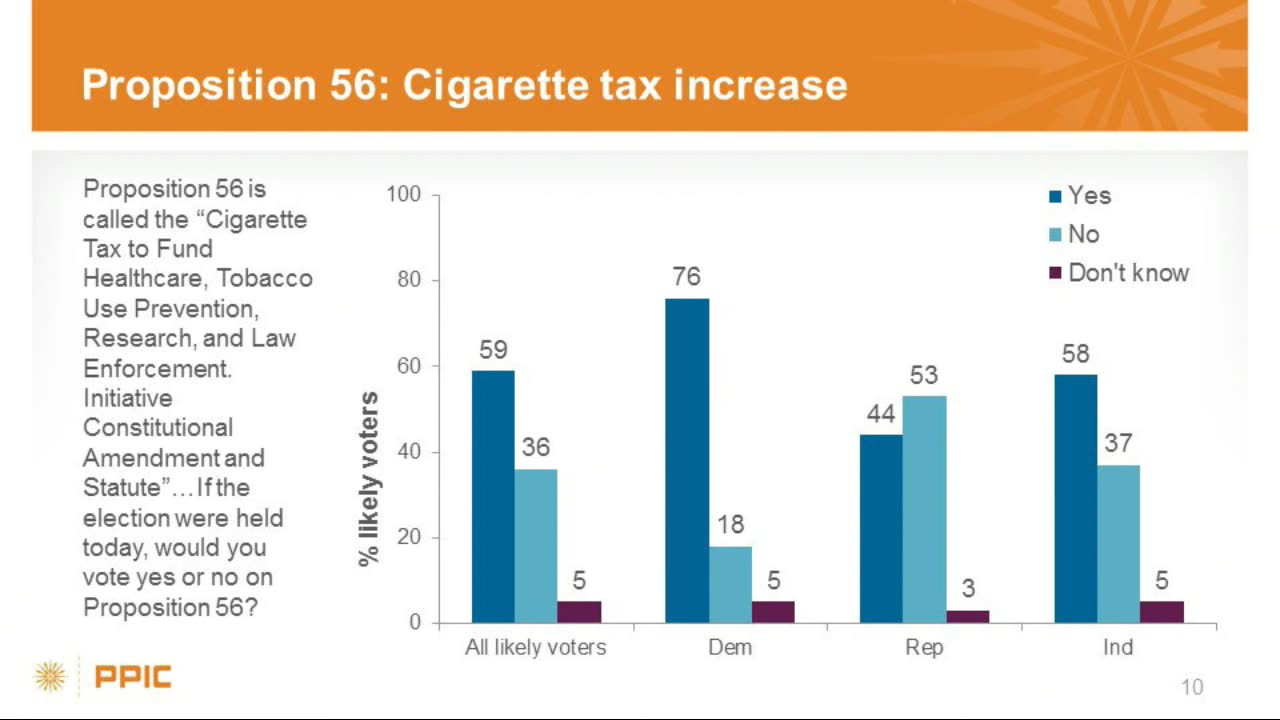 Proposition 56: Cigarette tax increase
Proposition 56 is
called the “Cigarette
Tax to Fund
Healthcare, Tobacco
Use Prevention,
Research, and Law
Enforcement.
Initiative
Constitutional
Amendment and
Statute”…If the
election were held
today, would you
vote yes or no on
Proposition 56?
% likely voters
100
80
60
40
20
0
59
36
5
76
18
5
44
53
3
58
37
5
All likely voters
Dem
Rep
Ind
Yes
No
Don't know
PPIC
10